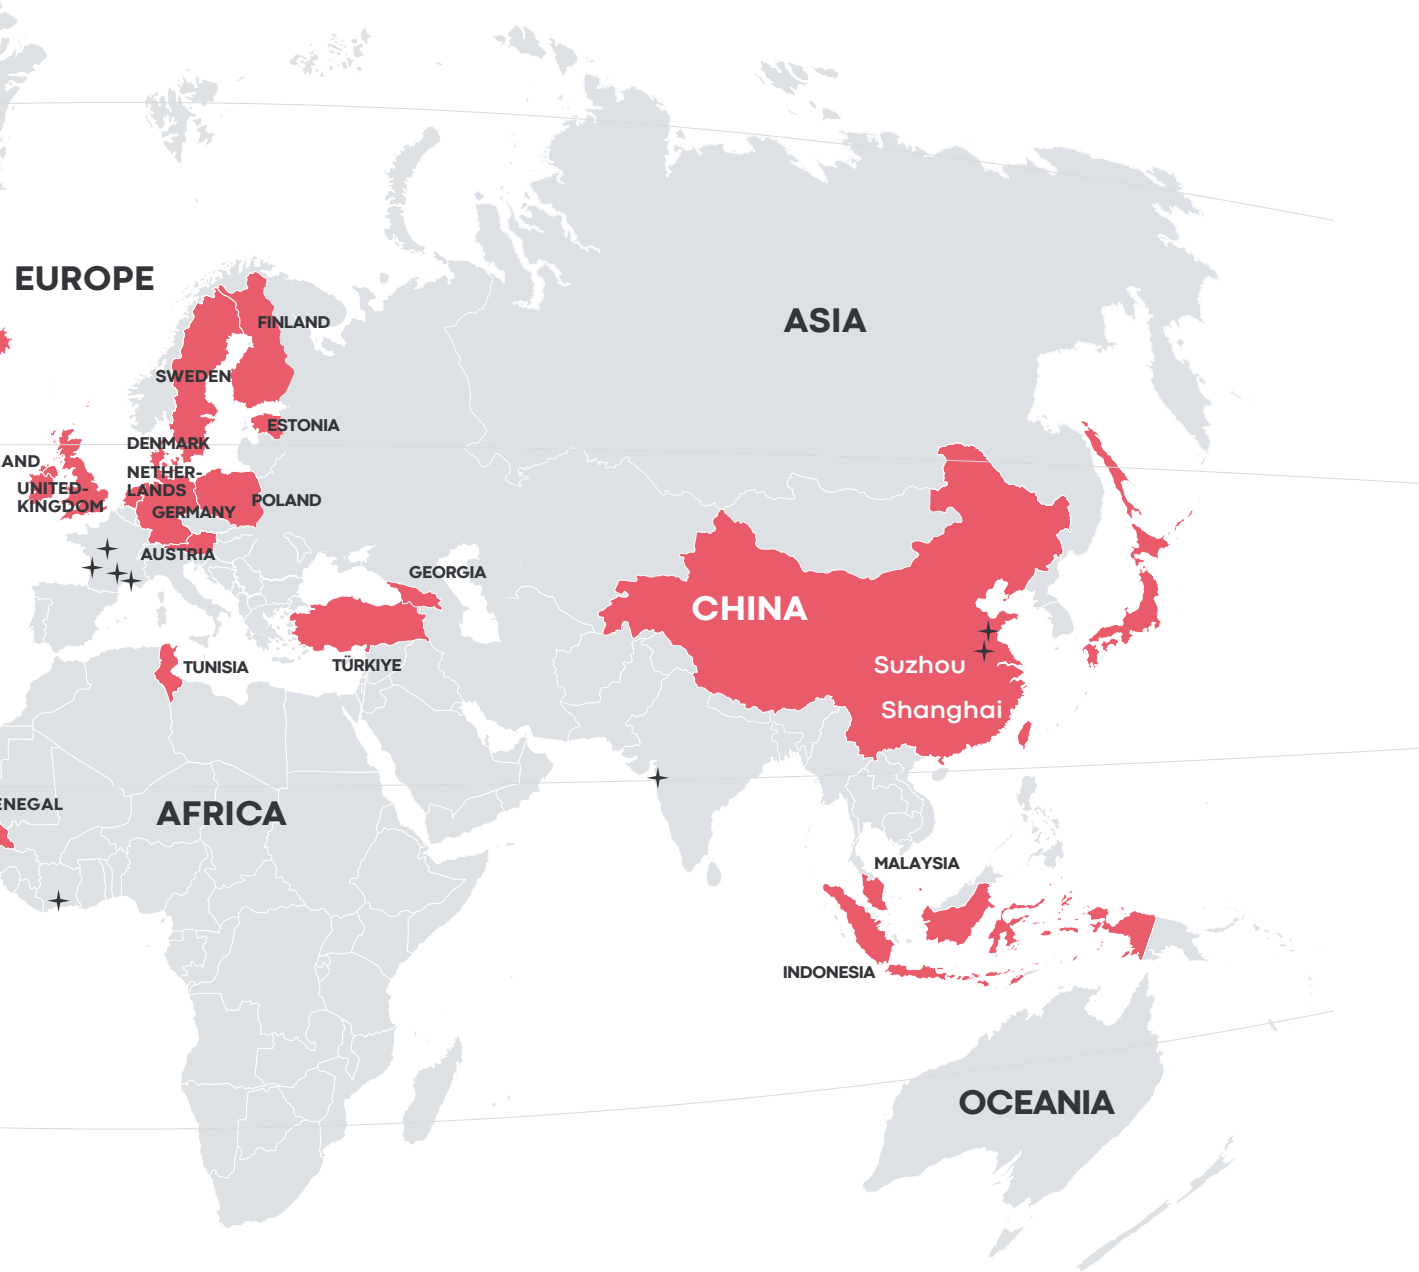 EUROPE
ASIA
FINLAND
SWEDEN
ESTONIA
DENMARK
AND
NETHER-
LANDS
UNITED-
KINGDOM
POLAND
GERMANY
AUSTRIA
GEORGIA
CHINA
TUNISIA
TÜRKIYE
Suzhou
Shanghai
ENEGAL
AFRICA
MALAYSIA
INDONESIA
OCEANIA